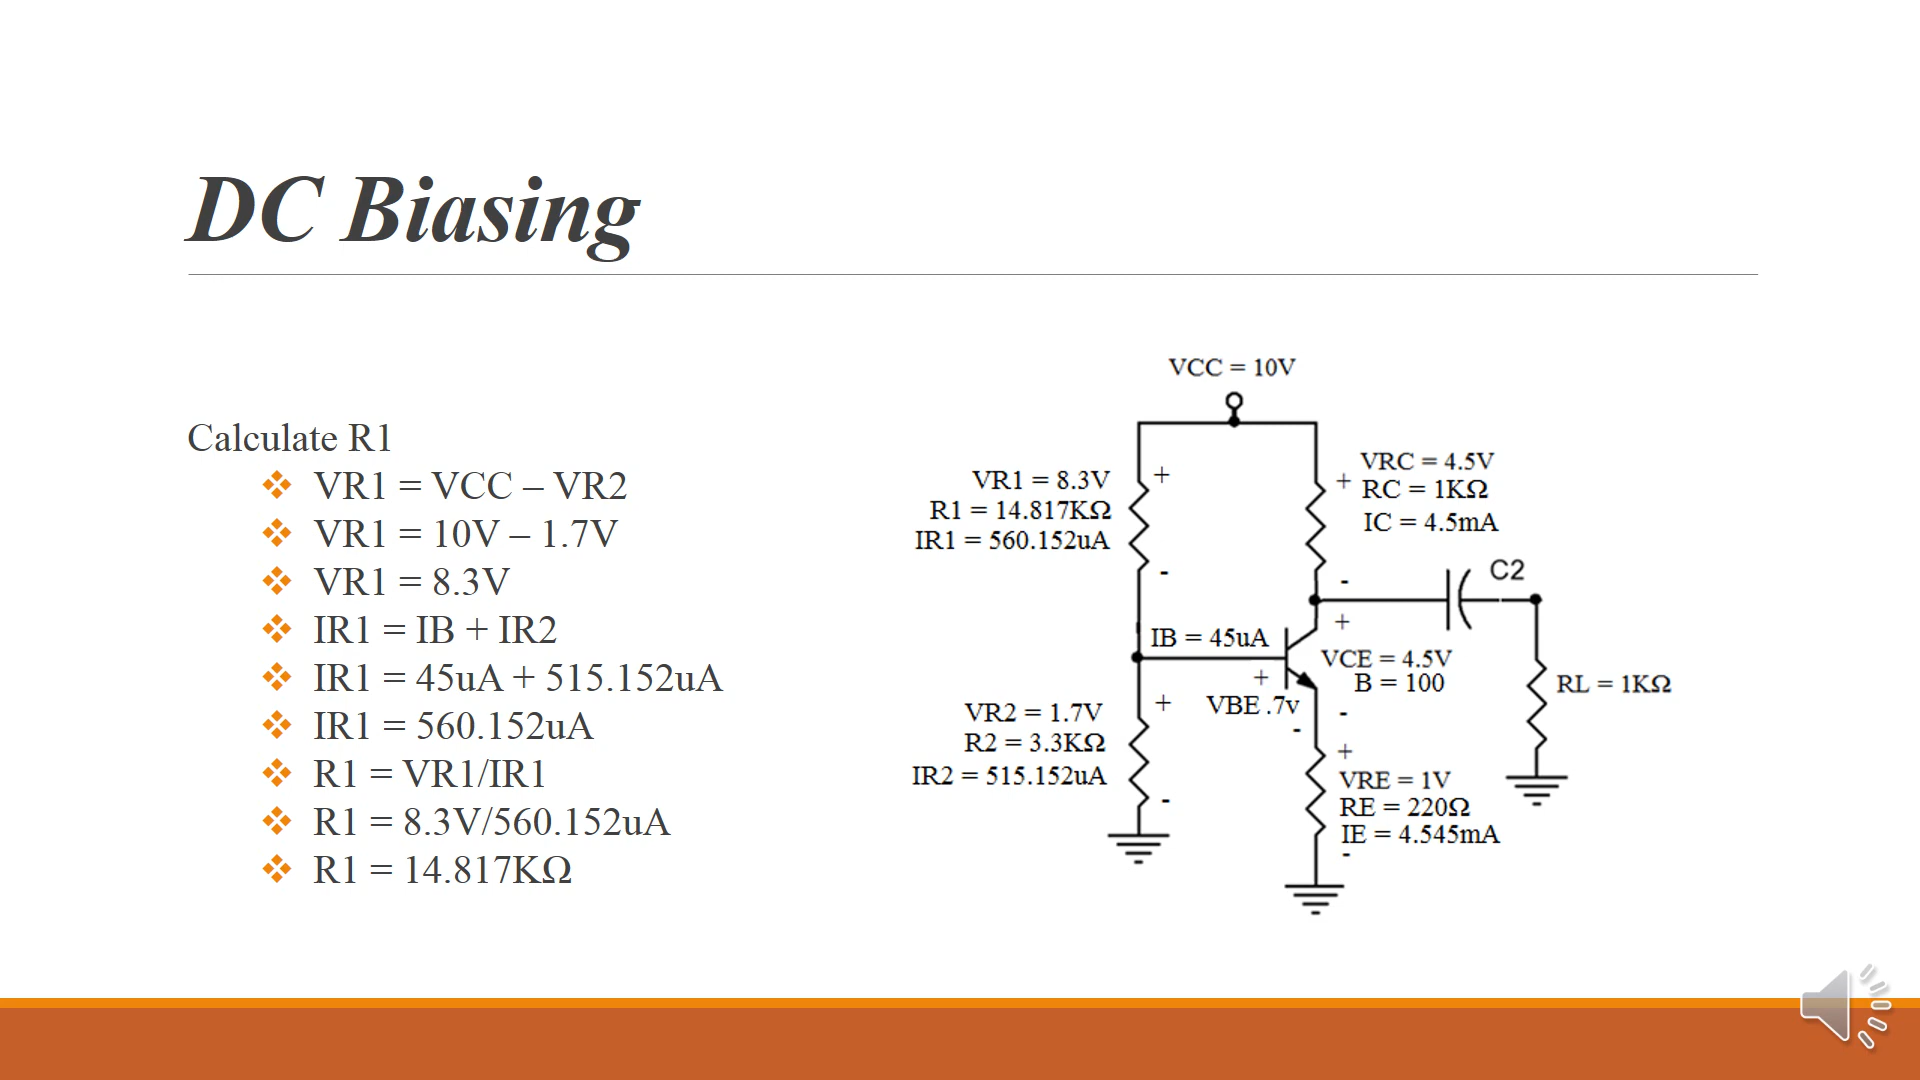 DC Biasing
Calculate R1
VR1 = VCC – VR2
VR1 = 10V – 1.7V
VR1 = 8.3V
IR1 = IB + IR2
IR1 = 45uA + 515.152uA
IR1 = 560.152uA
R1 = VR1/IR1
R1 = 8.3V/560.152uA
R1 = 14.817KΩ
VCC = 10V
VR1 = 8.3V
R1 = 14.817KΩ
IR1 = 560.152uA
+
-
VRC = 4.5V
+ RC = 1KΩ
IC = 4.5mA
-
C2
IB = 45uA
+
VCE = 4.5V
B = 100
-
+
VBE .7v
-
RL = 1KΩ
+
VR2 = 1.7V
R2 = 3.3KΩ
IR2 = 515.152uA
-
+
VRE = 1V
RE = 220Ω
IE = 4.545mA
-